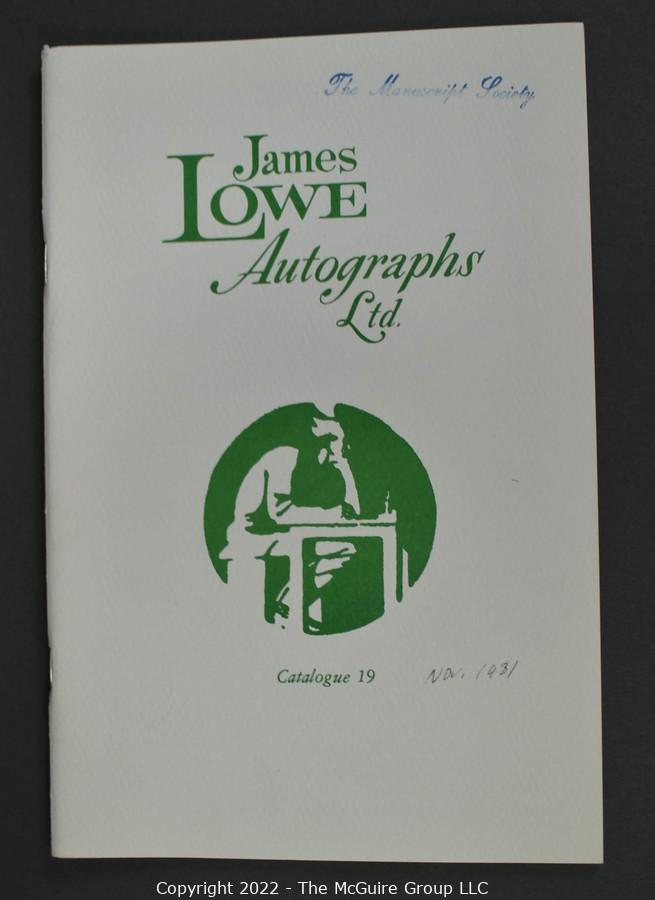 The Manuscript Society
James
LOWE
Autographs
Ltd.
Catalogue 19 Nov. 1981
Copyright 2022 - The McGuire Group LLC